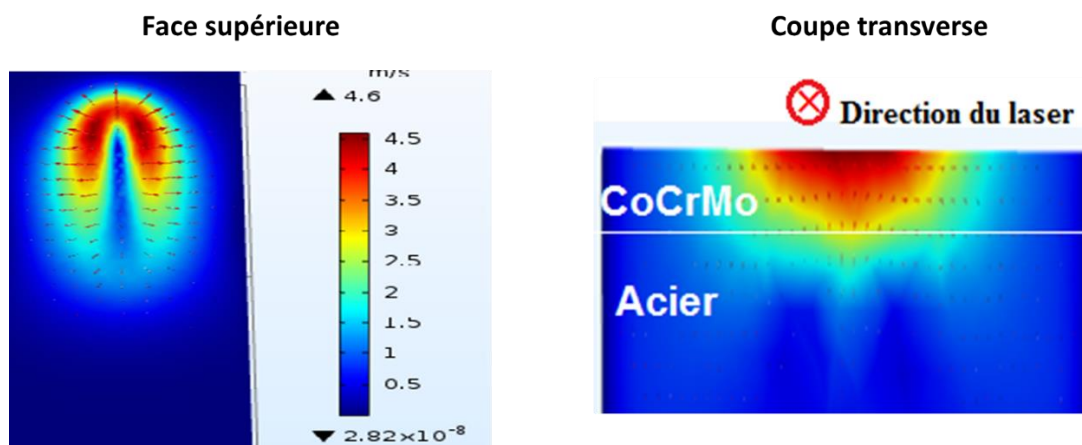 Face supérieure
Coupe transverse
m/s
4.6
4.5
4
3.5
3
2.5
2
1.5
1
0.5
2.82×10⁻⁸
Direction du laser
CoCrMo
Acier